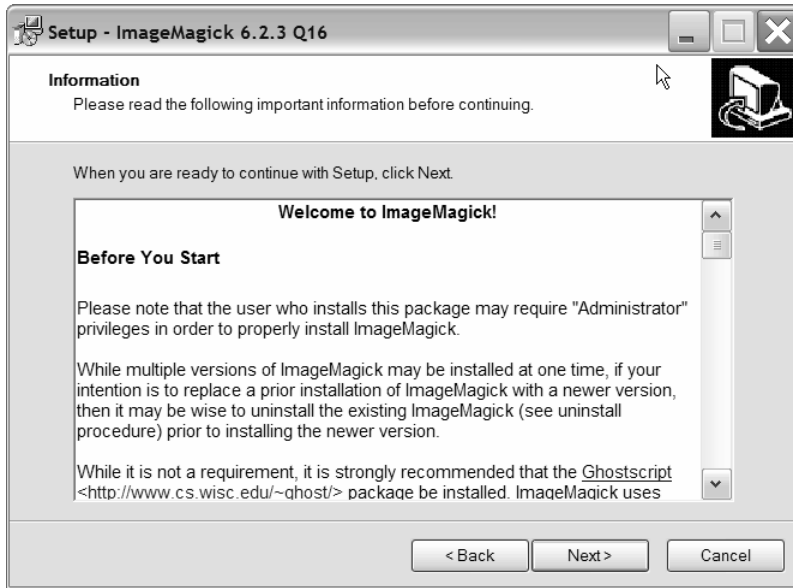 Setup - ImageMagick 6.2.3 Q16
Information
Please read the following important information before continuing.
When you are ready to continue with Setup, click Next.
Welcome to ImageMagick!
Before You Start
Please note that the user who installs this package may require "Administrator"
privileges in order to properly install ImageMagick.
While multiple versions of ImageMagick may be installed at one time, if your
intention is to replace a prior installation of ImageMagick with a newer version,
then it may be wise to uninstall the existing ImageMagick (see uninstall
procedure) prior to installing the newer version.
While it is not a requirement, it is strongly recommended that the Ghostscript
<http://www.cs.wisc.edu/~ghost/> package be installed. ImageMagick uses
< Back
Next >
Cancel